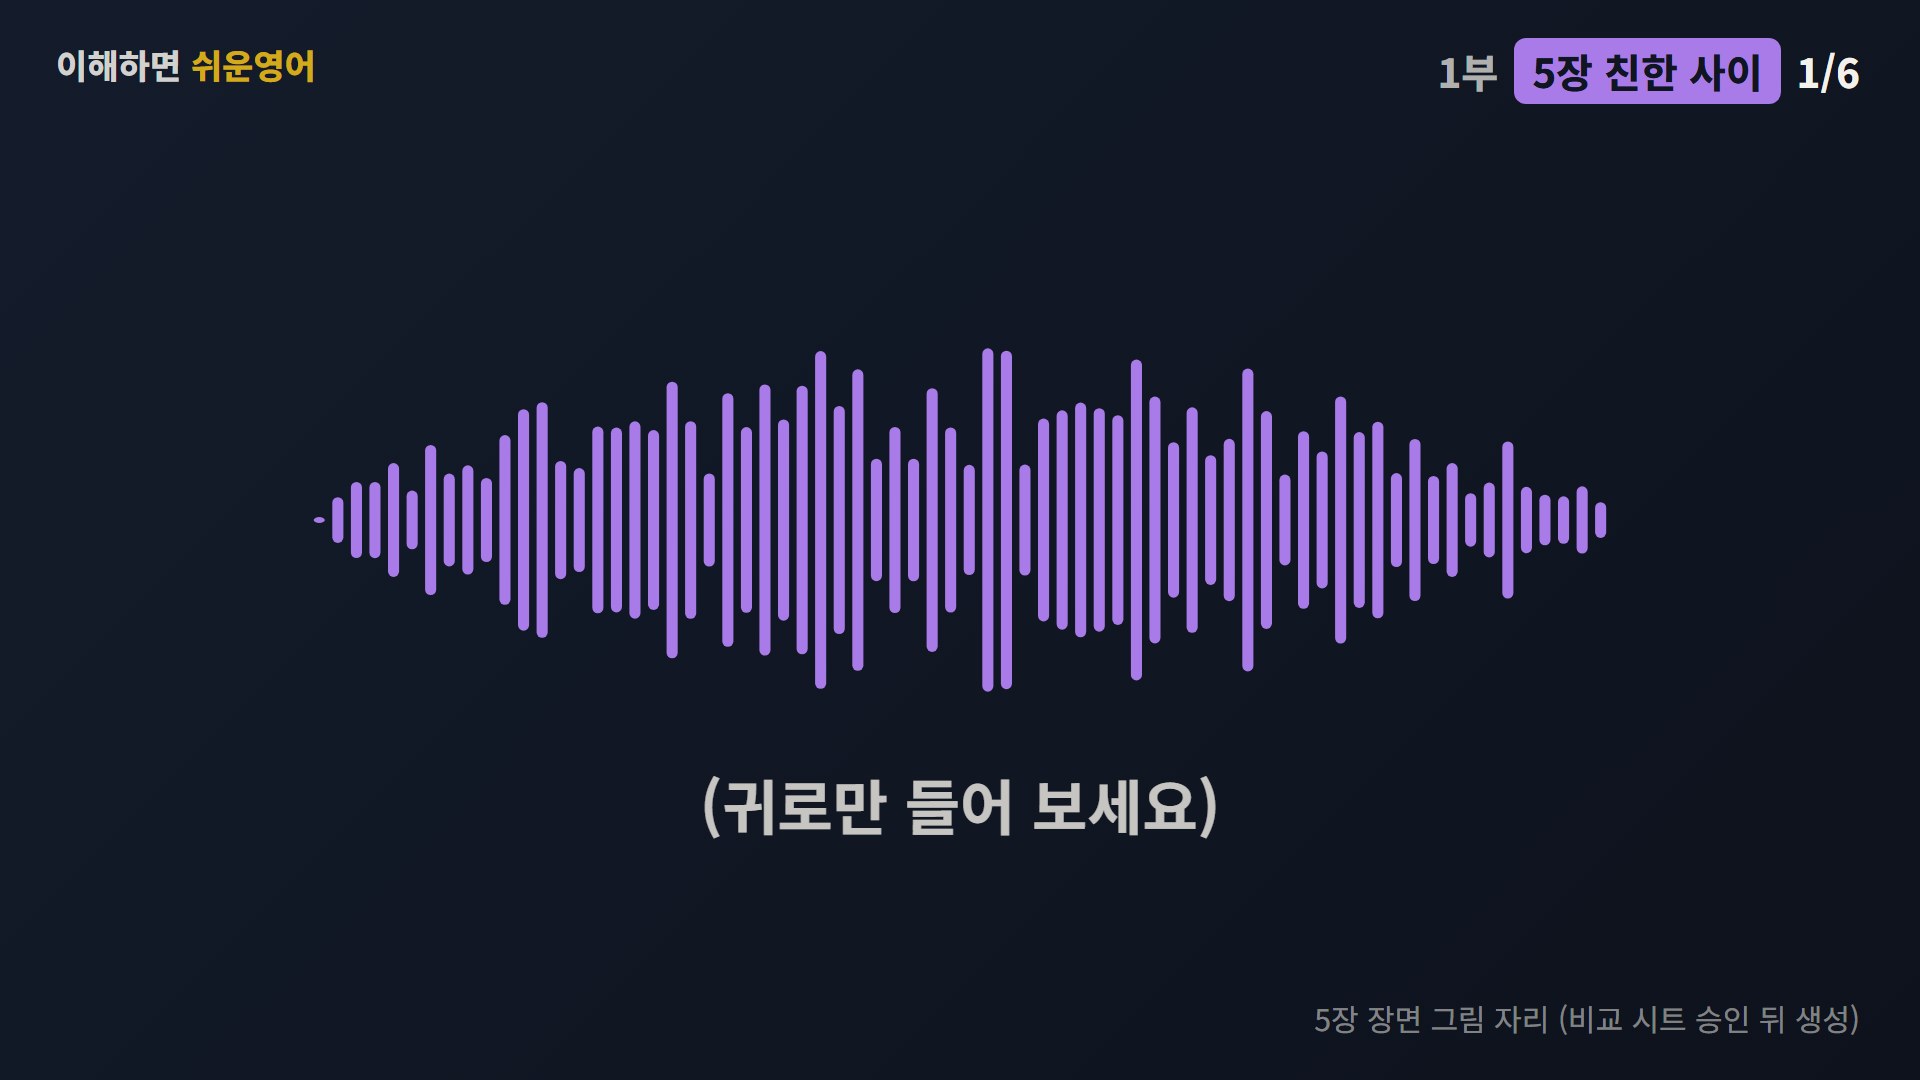 이해하면 쉬운영어
1부 5장 친한 사이 1/6
(귀로만 들어 보세요)
5장 장면 그림 자리 (비교 시트 승인 뒤 생성)